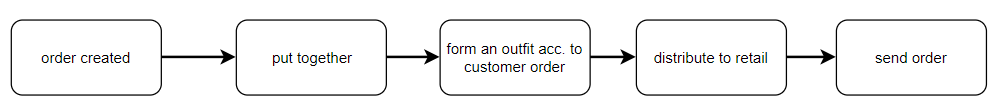 order created
put together
form an outfit acc. to
customer order
distribute to retail
send order